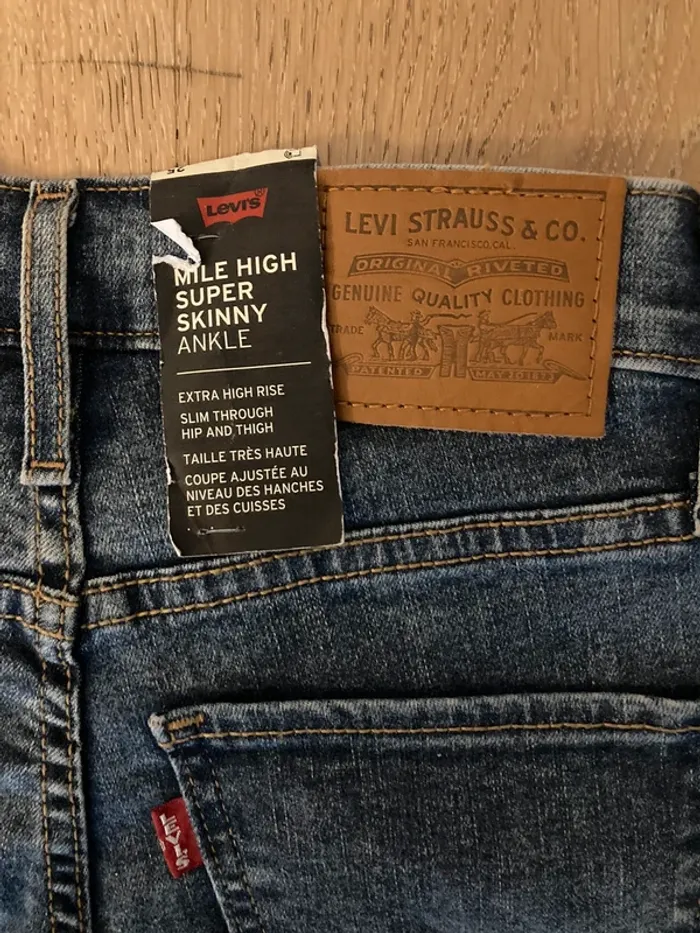 Levi's®
MILE HIGH
SUPER
SKINNY
ANKLE
EXTRA HIGH RISE
SLIM THROUGH
HIP AND THIGH
TAILLE TRÈS HAUTE
COUPE AJUSTÉE AU
NIVEAU DES HANCHES
ET DES CUISSES
LEVI STRAUSS & CO.
SAN FRANCISCO, CAL.
ORIGINAL RIVETED
GENUINE QUALITY CLOTHING
TRADE MARK
PATENTED MAY 20 1873
LEVI'S